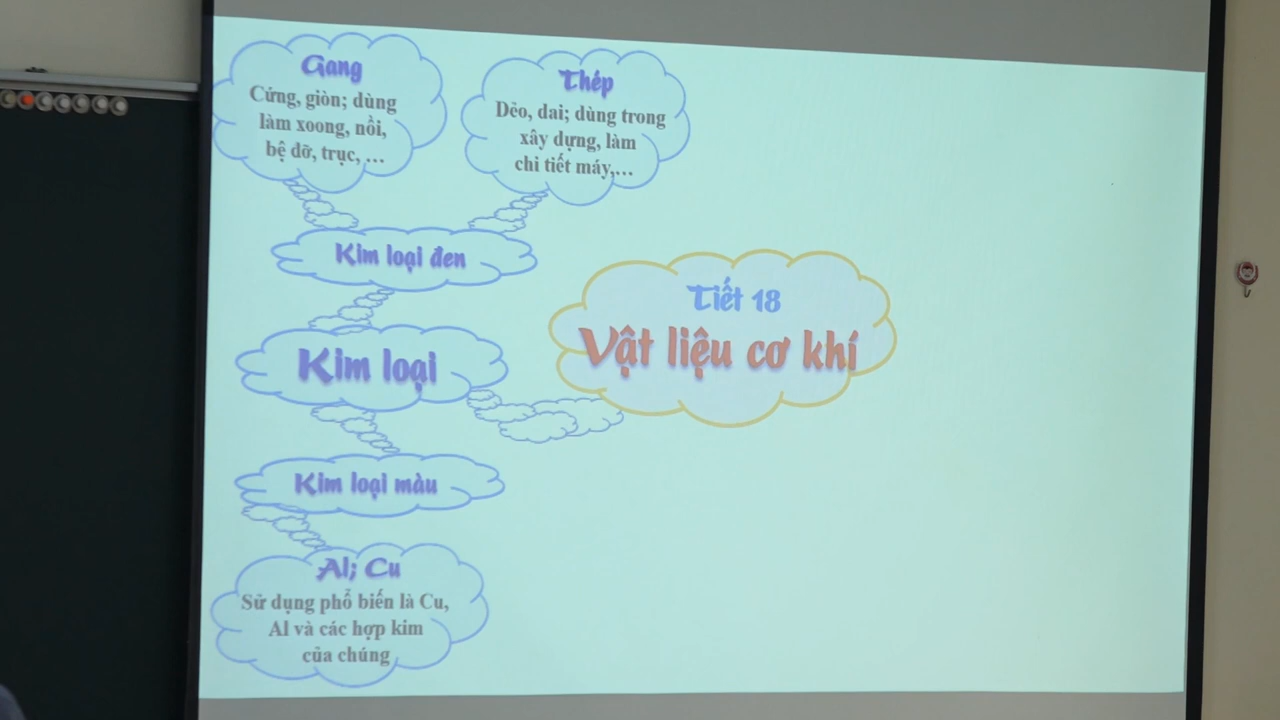 Gang
Cứng, giòn; dùng
làm xoong, nồi,
bệ đỡ, trục, ...
Thép
Dẻo, dai; dùng trong
xây dựng, làm
chi tiết máy,...
Kim loại đen
Tiết 18
Vật liệu cơ khí
Kim loại
Kim loại màu
Al; Cu
Sử dụng phổ biến là Cu,
Al và các hợp kim
của chúng